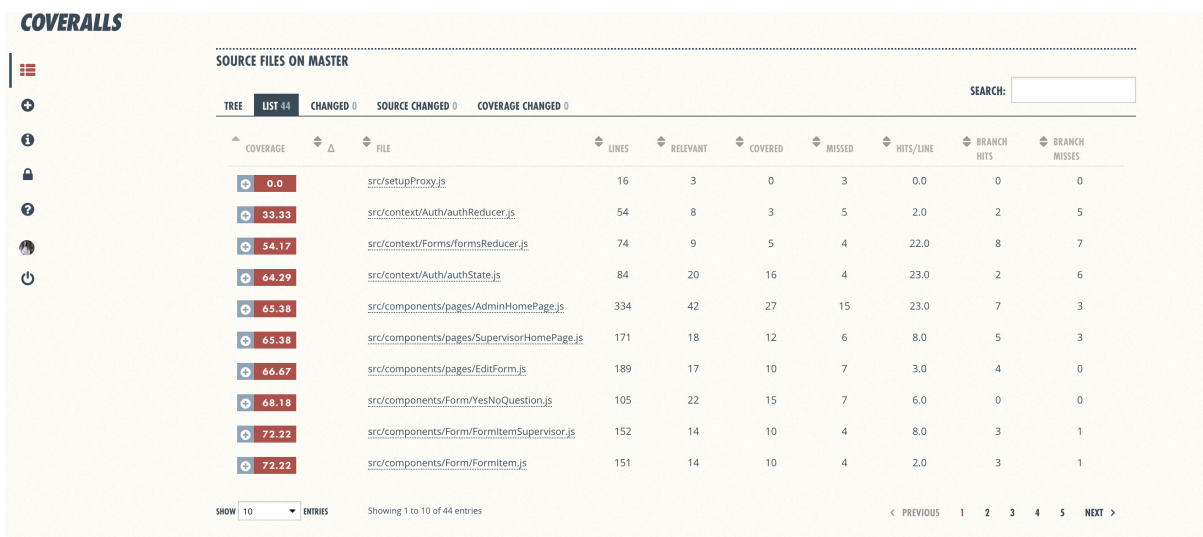 COVERALLS
SOURCE FILES ON MASTER
SEARCH:
TREE LIST 44 CHANGED 0 SOURCE CHANGED 0 COVERAGE CHANGED 0
COVERAGE Δ FILE LINES RELEVANT COVERED MISSED HITS/LINE BRANCH HITS BRANCH MISSES
0.0 src/setupProxy.js 16 3 0 3 0.0 0 0
33.33 src/context/Auth/authReducer.js 54 8 3 5 2.0 2 5
54.17 src/context/Forms/formsReducer.js 74 9 5 4 22.0 8 7
64.29 src/context/Auth/authState.js 84 20 16 4 23.0 2 6
65.38 src/components/pages/AdminHomePage.js 334 42 27 15 23.0 7 3
65.38 src/components/pages/SupervisorHomePage.js 171 18 12 6 8.0 5 3
66.67 src/components/pages/EditForm.js 189 17 10 7 3.0 4 0
68.18 src/components/Form/YesNoQuestion.js 105 22 15 7 6.0 0 0
72.22 src/components/Form/FormItemSupervisor.js 152 14 10 4 8.0 3 1
72.22 src/components/Form/FormItem.js 151 14 10 4 2.0 3 1
SHOW 10 ENTRIES Showing 1 to 10 of 44 entries < PREVIOUS 1 2 3 4 5 NEXT >